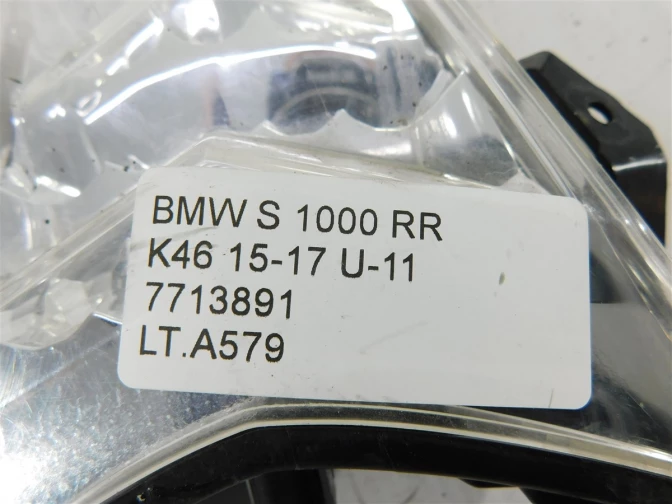 BMW S 1000 RR
K46 15-17 U-11
7713891
LT.A579